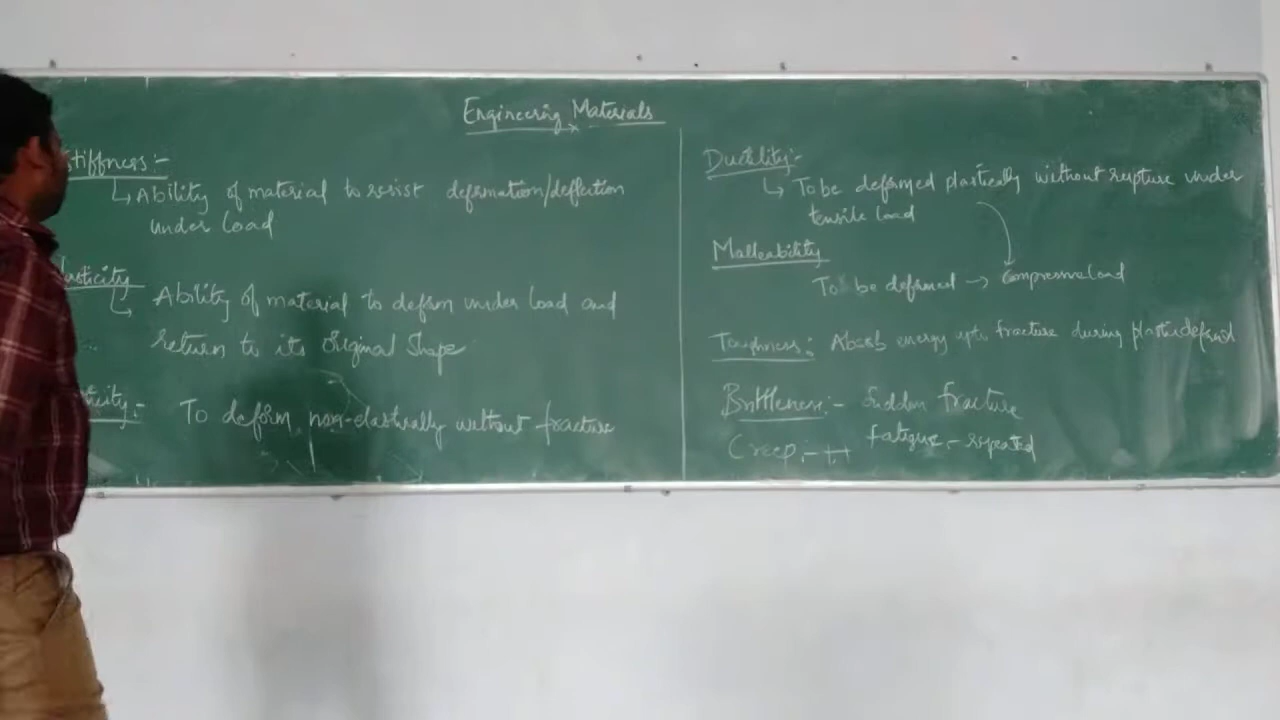 Engineering Materials
Stiffness:-
↳ Ability of material to resist deformation/deflection
under load
lasticity
↳ Ability of material to deform under load and
return to its original shape
ticity:-
To deform non-elastically without fracture
Ductility:-
↳ To be deformed plastically without rupture under
tensile load
Malleability
To be deformed → Compressive load
Toughness: Absorb energy upto fracture during plastic
Brittleness:- Sudden fracture
Creep:- fatigue:- repeated